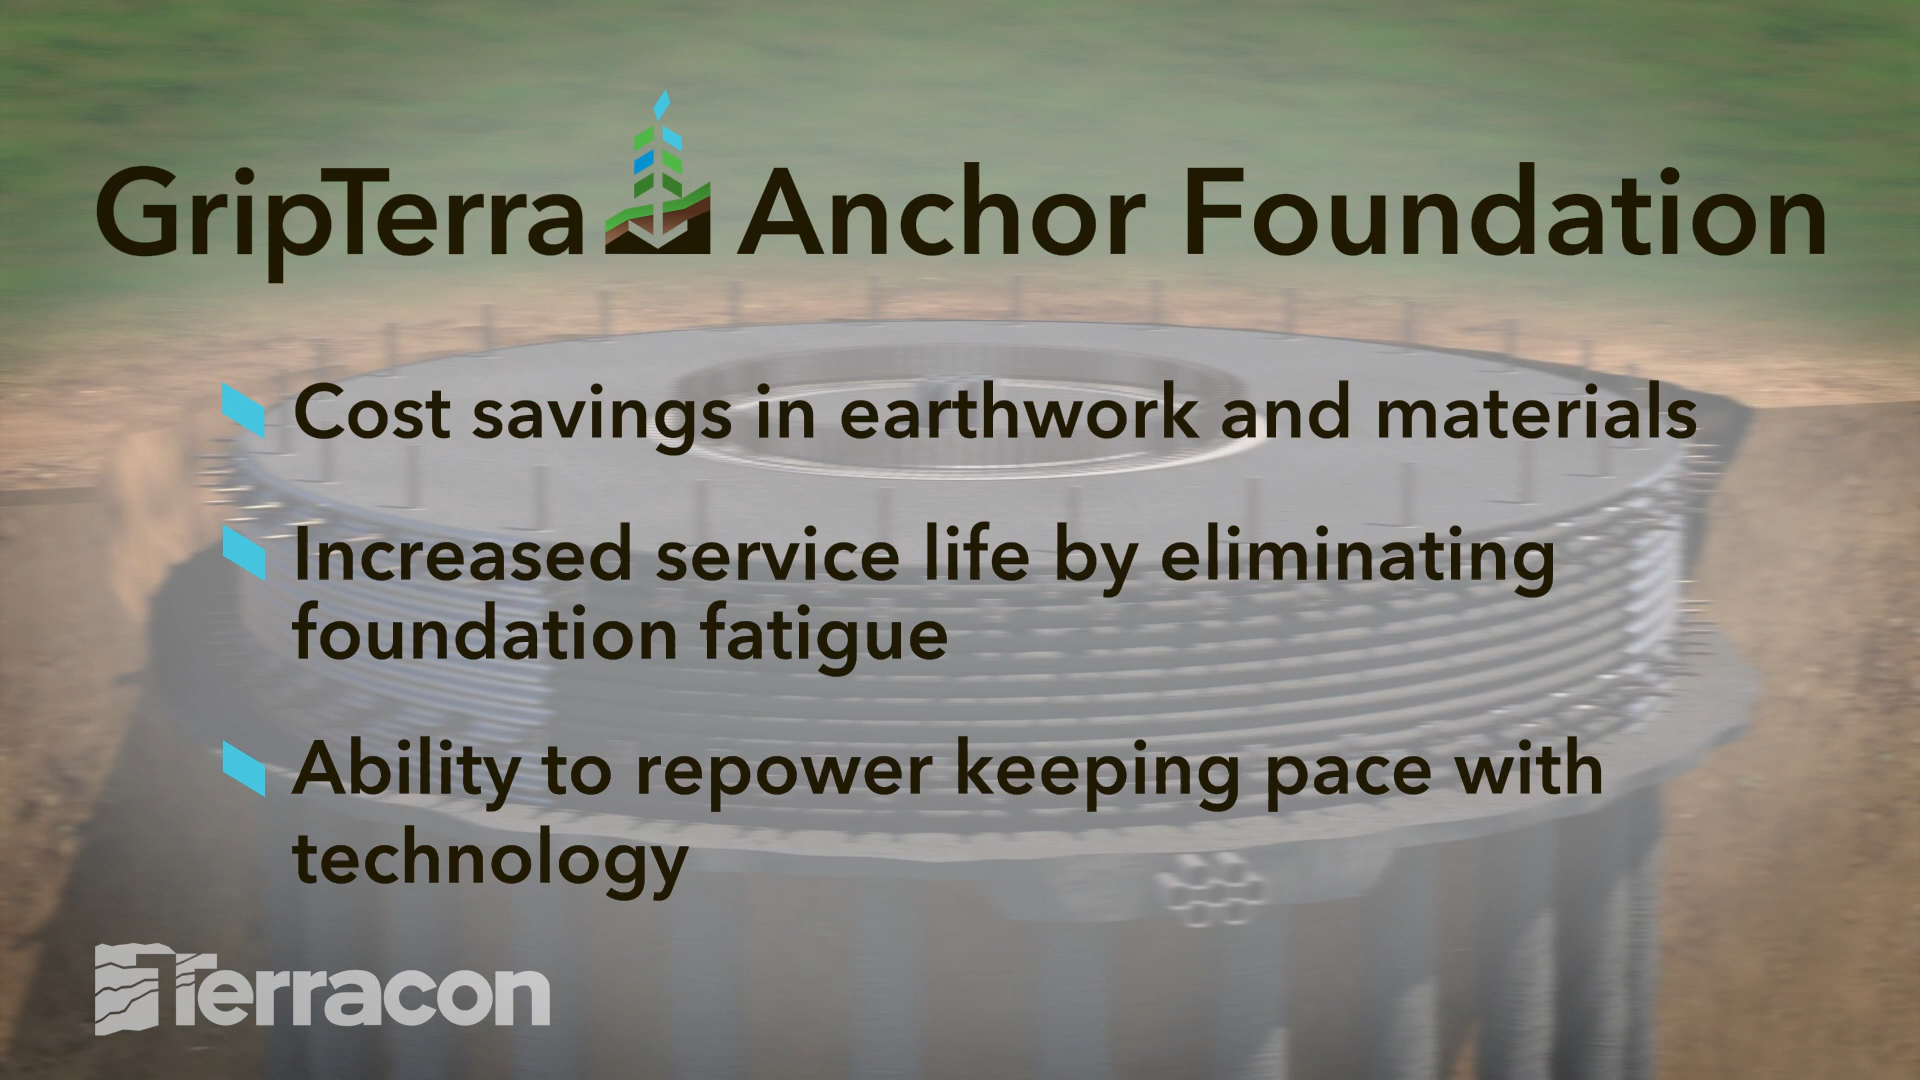 GripTerra Anchor Foundation
Cost savings in earthwork and materials
Increased service life by eliminating
foundation fatigue
Ability to repower keeping pace with
technology
Terracon